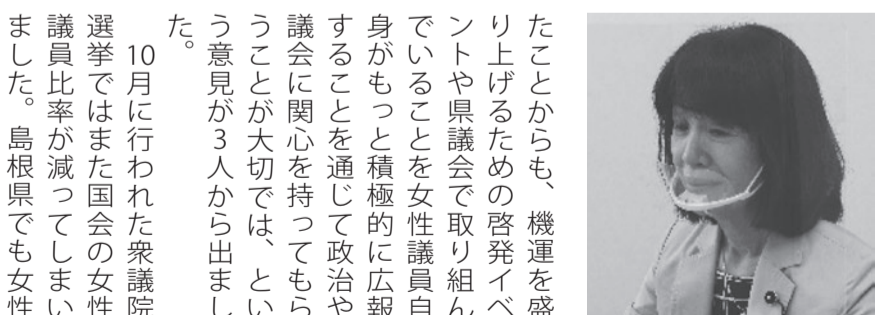 たことからも、機運を盛
り上げるための啓発イベ
ントや県議会で取り組ん
でいることを女性議員自
身がもっと積極的に広報
することを通じて政治や
議会に関心を持ってもら
うことが大切では、とい
う意見が3人から出まし
た。
10月に行われた衆議院
選挙ではまた国会の女性
議員比率が減ってしまい
ました。島根県でも女性